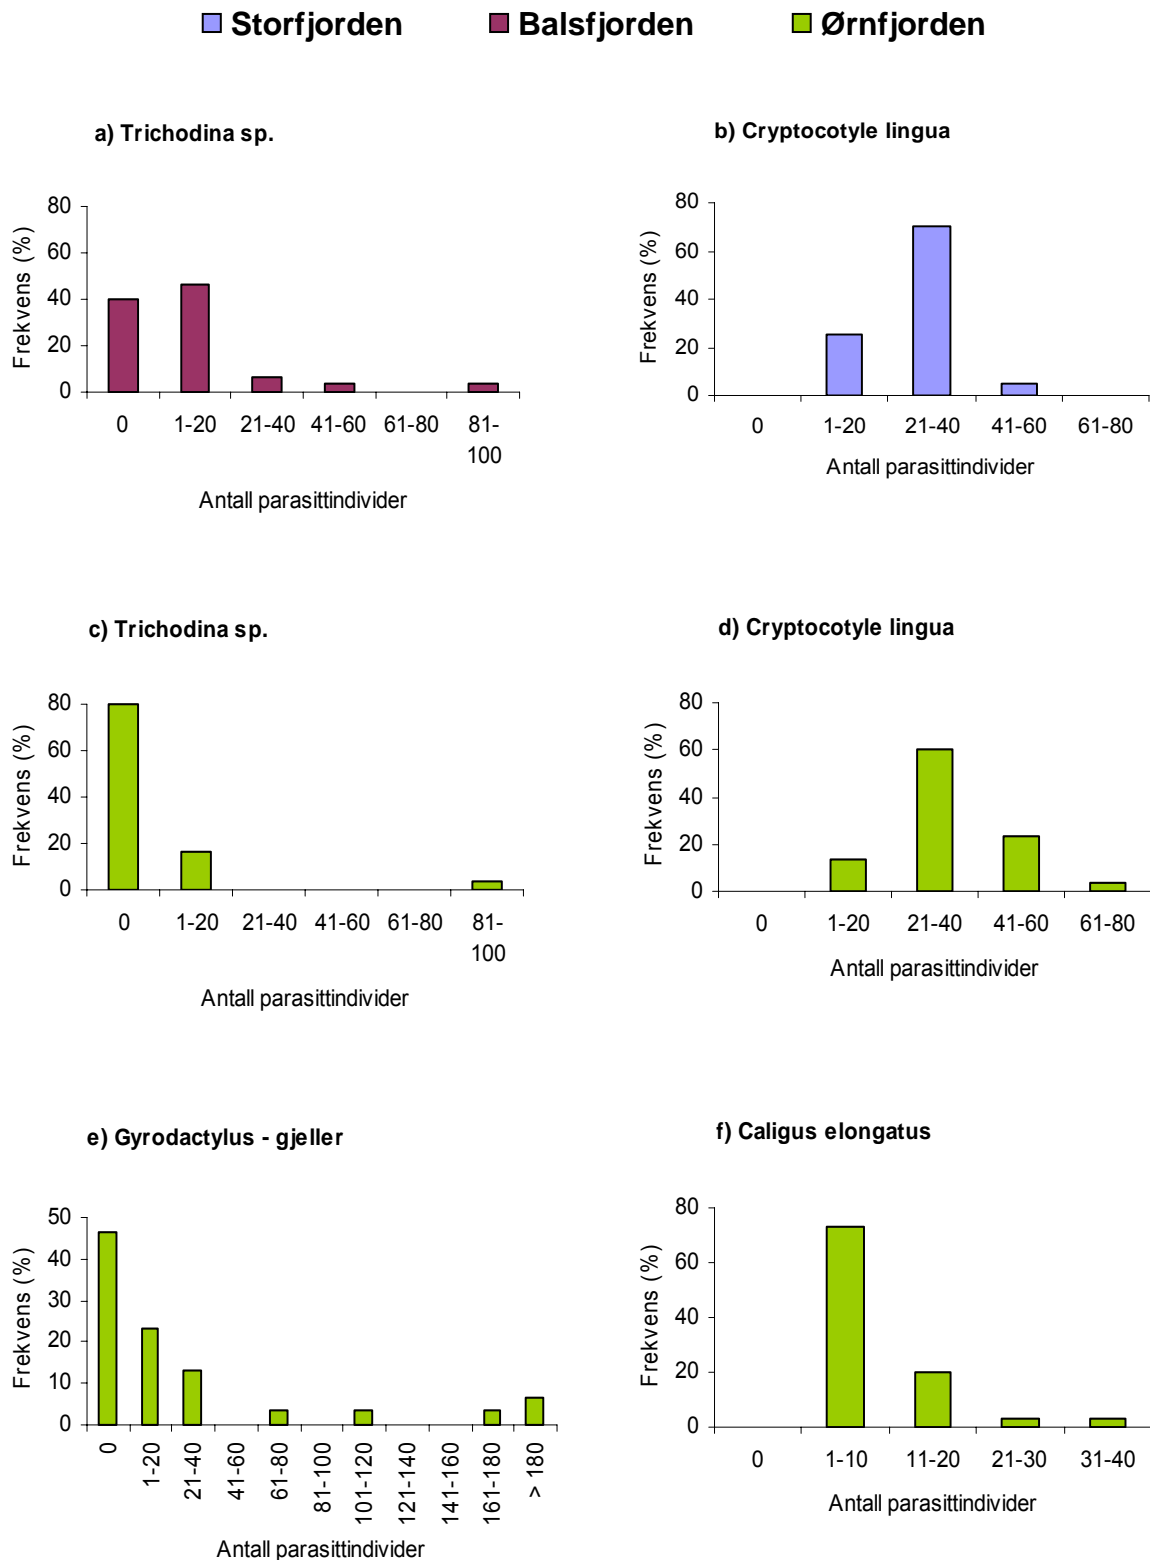 Storfjorden Balsfjorden Ørnfjorden
a) Trichodina sp.
Frekvens (%)
80
60
40
20
0
0 1-20 21-40 41-60 61-80 81-
100
Antall parasittindivider
b) Cryptocotyle lingua
Frekvens (%)
80
60
40
20
0
0 1-20 21-40 41-60 61-80
Antall parasittindivider
c) Trichodina sp.
Frekvens (%)
80
60
40
20
0
0 1-20 21-40 41-60 61-80 81-
100
Antall parasittindivider
d) Cryptocotyle lingua
Frekvens (%)
80
60
40
20
0
0 1-20 21-40 41-60 61-80
Antall parasittindivider
e) Gyrodactylus - gjeller
Frekvens (%)
50
40
30
20
10
0
0
1-20
21-40
41-60
61-80
81-100
101-120
121-140
141-160
161-180
> 180
Antall parasittindivider
f) Caligus elongatus
Frekvens (%)
80
60
40
20
0
0 1-10 11-20 21-30 31-40
Antall parasittindivider